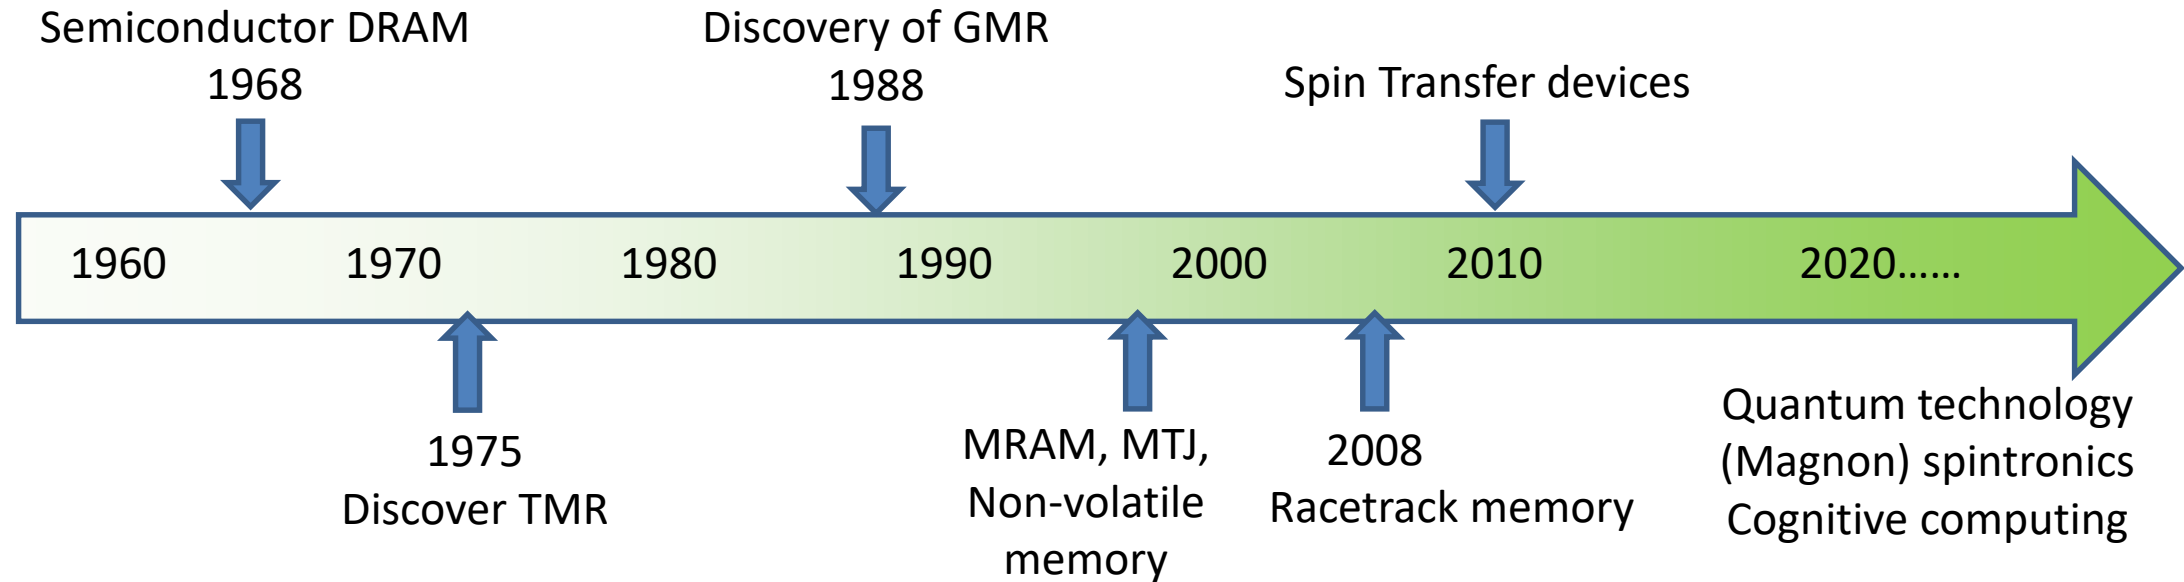 Semiconductor DRAM
1968
Discovery of GMR
1988
Spin Transfer devices
1960 1970 1980 1990 2000 2010 2020......
1975
Discover TMR
MRAM, MTJ,
Non-volatile
memory
2008
Racetrack memory
Quantum technology
(Magnon) spintronics
Cognitive computing